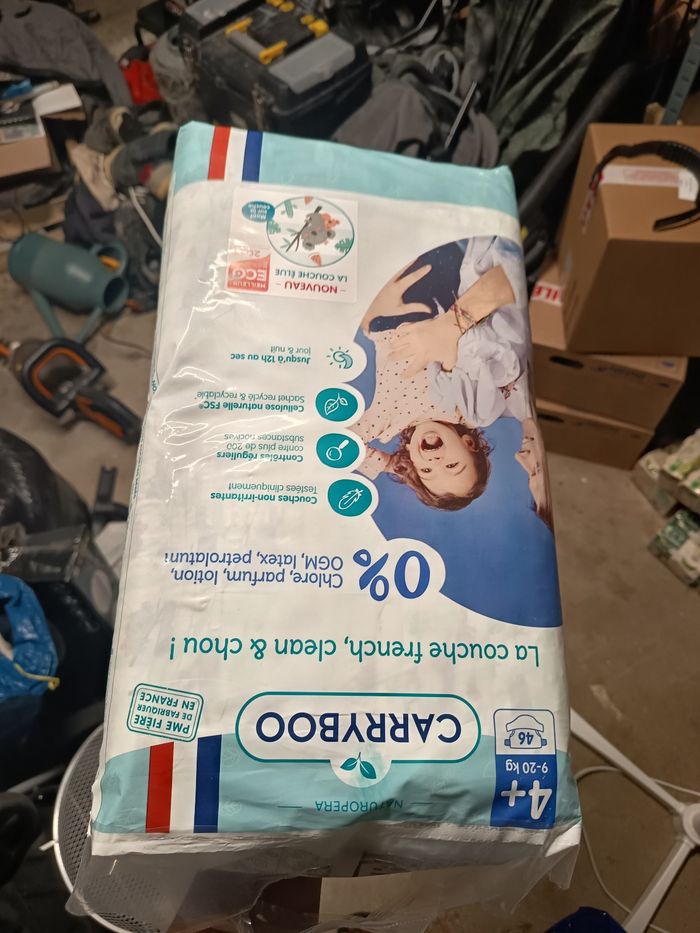 NATUROPERA
CARRYBOO
4+
9-20 kg
46
PME FIÈRE
DE FABRIQUER
EN FRANCE
La couche french, clean & chou !
0%
Chlore, parfum, lotion,
OGM, latex, petrolatum
Couches non-irritantes
Testées cliniquement
Contrôles réguliers
contre plus de 200
substances nocives
Cellulose naturelle FSC
Sachet recyclé & recyclable
Jusqu'à 12h au sec
jour & nuit
- NOUVEAU -
LA COUCHE ÉLUE
MEILLEUR
ECO